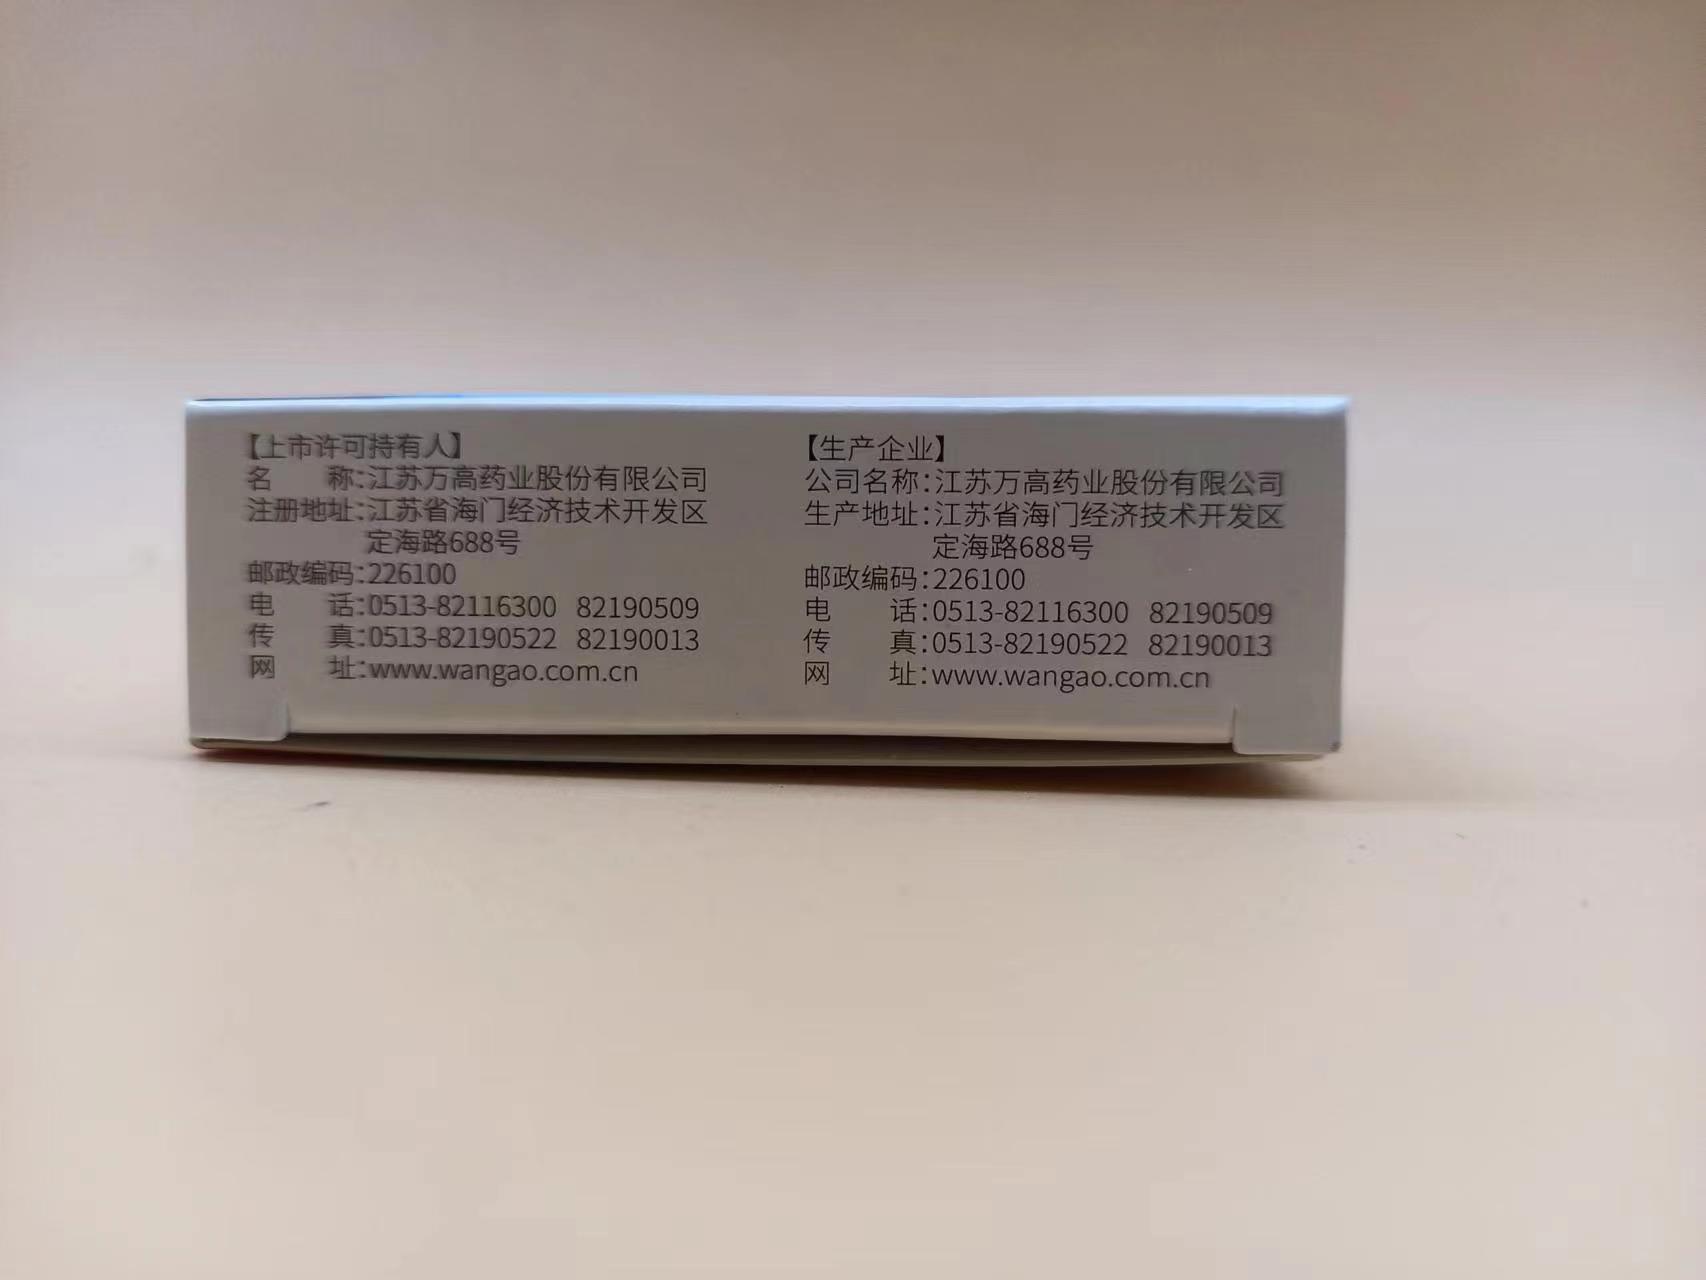 【上市许可持有人】
名　　称：江苏万高药业股份有限公司
注册地址：江苏省海门经济技术开发区
定海路688号
邮政编码：226100
电　　话：0513-82116300 82190509
传　　真：0513-82190522 82190013
网　　址：www.wangao.com.cn
【生产企业】
公司名称：江苏万高药业股份有限公司
生产地址：江苏省海门经济技术开发区
定海路688号
邮政编码：226100
电　　话：0513-82116300 82190509
传　　真：0513-82190522 82190013
网　　址：www.wangao.com.cn